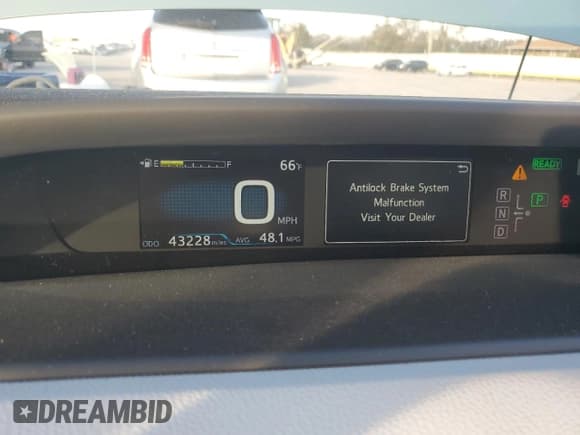 READY
E F 66°F
Antilock Brake System
Malfunction
Visit Your Dealer
0 MPH
R
N P
D
ODO 43228 miles AVG 48.1 MPG
DREAMBID